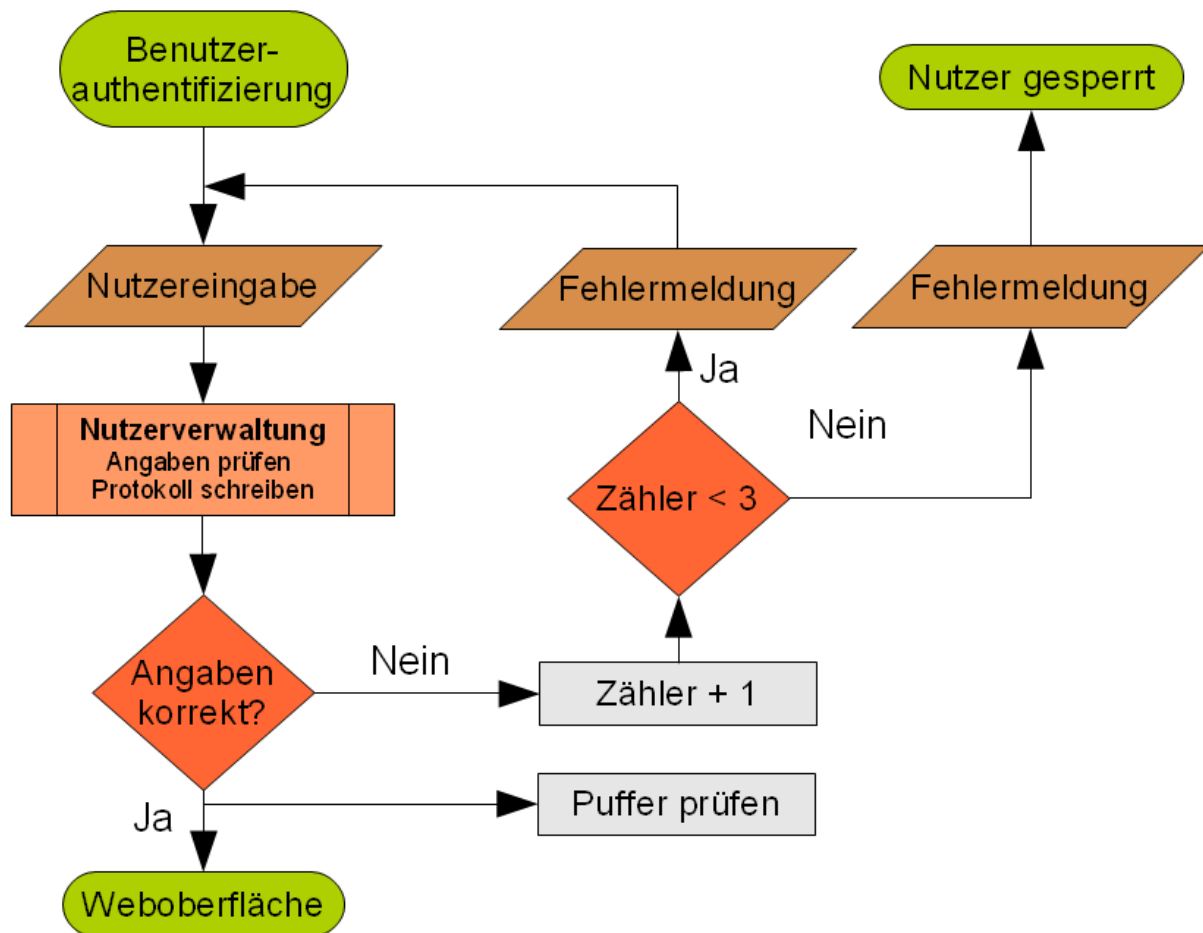 Benutzer-
authentifizierung
Nutzer gesperrt
Nutzereingabe
Fehlermeldung
Fehlermeldung
Ja
Nein
Nutzerverwaltung
Angaben prüfen
Protokoll schreiben
Zähler < 3
Angaben
korrekt?
Nein
Zähler + 1
Ja
Puffer prüfen
Weboberfläche